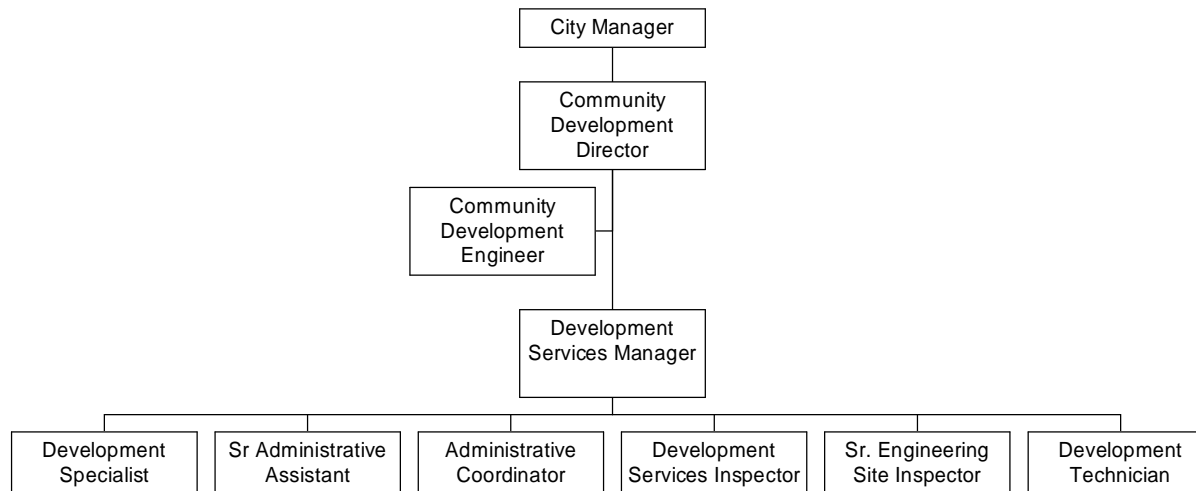 City Manager
Community
Development
Director
Community
Development
Engineer
Development
Services Manager
Development
Specialist
Sr Administrative
Assistant
Administrative
Coordinator
Development
Services Inspector
Sr. Engineering
Site Inspector
Development
Technician